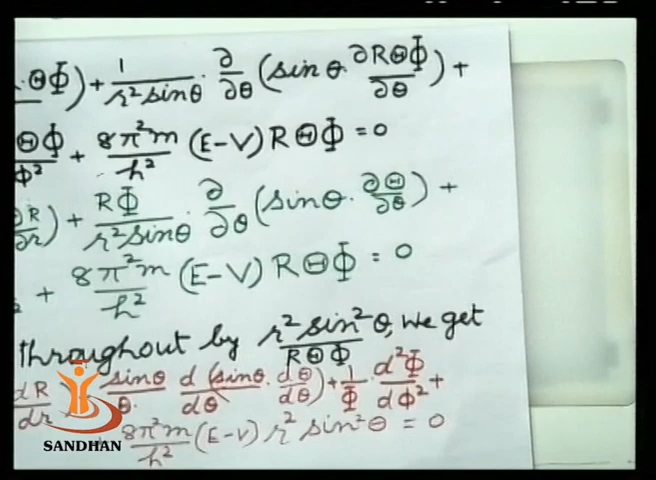 ·ΘΦ) + 1/r² sinθ · ∂/∂θ (sinθ · ∂RΘΦ/∂θ) +
ΘΦ/Φ² + 8π²m/h² (E-V) RΘΦ = 0
∂R/∂r) + RΦ/r² sinθ · ∂/∂θ (sinθ · ∂Θ/∂θ) +
+ 8π²m/h² (E-V) RΘΦ = 0
throughout by r² sin²θ/RΘΦ, we get
dR/dr sinθ/Θ · d/dθ (sinθ · dΘ/dθ) + 1/Φ · d²Φ/dϕ² +
8π²m/h² (E-V) r² sin²θ = 0
SANDHAN